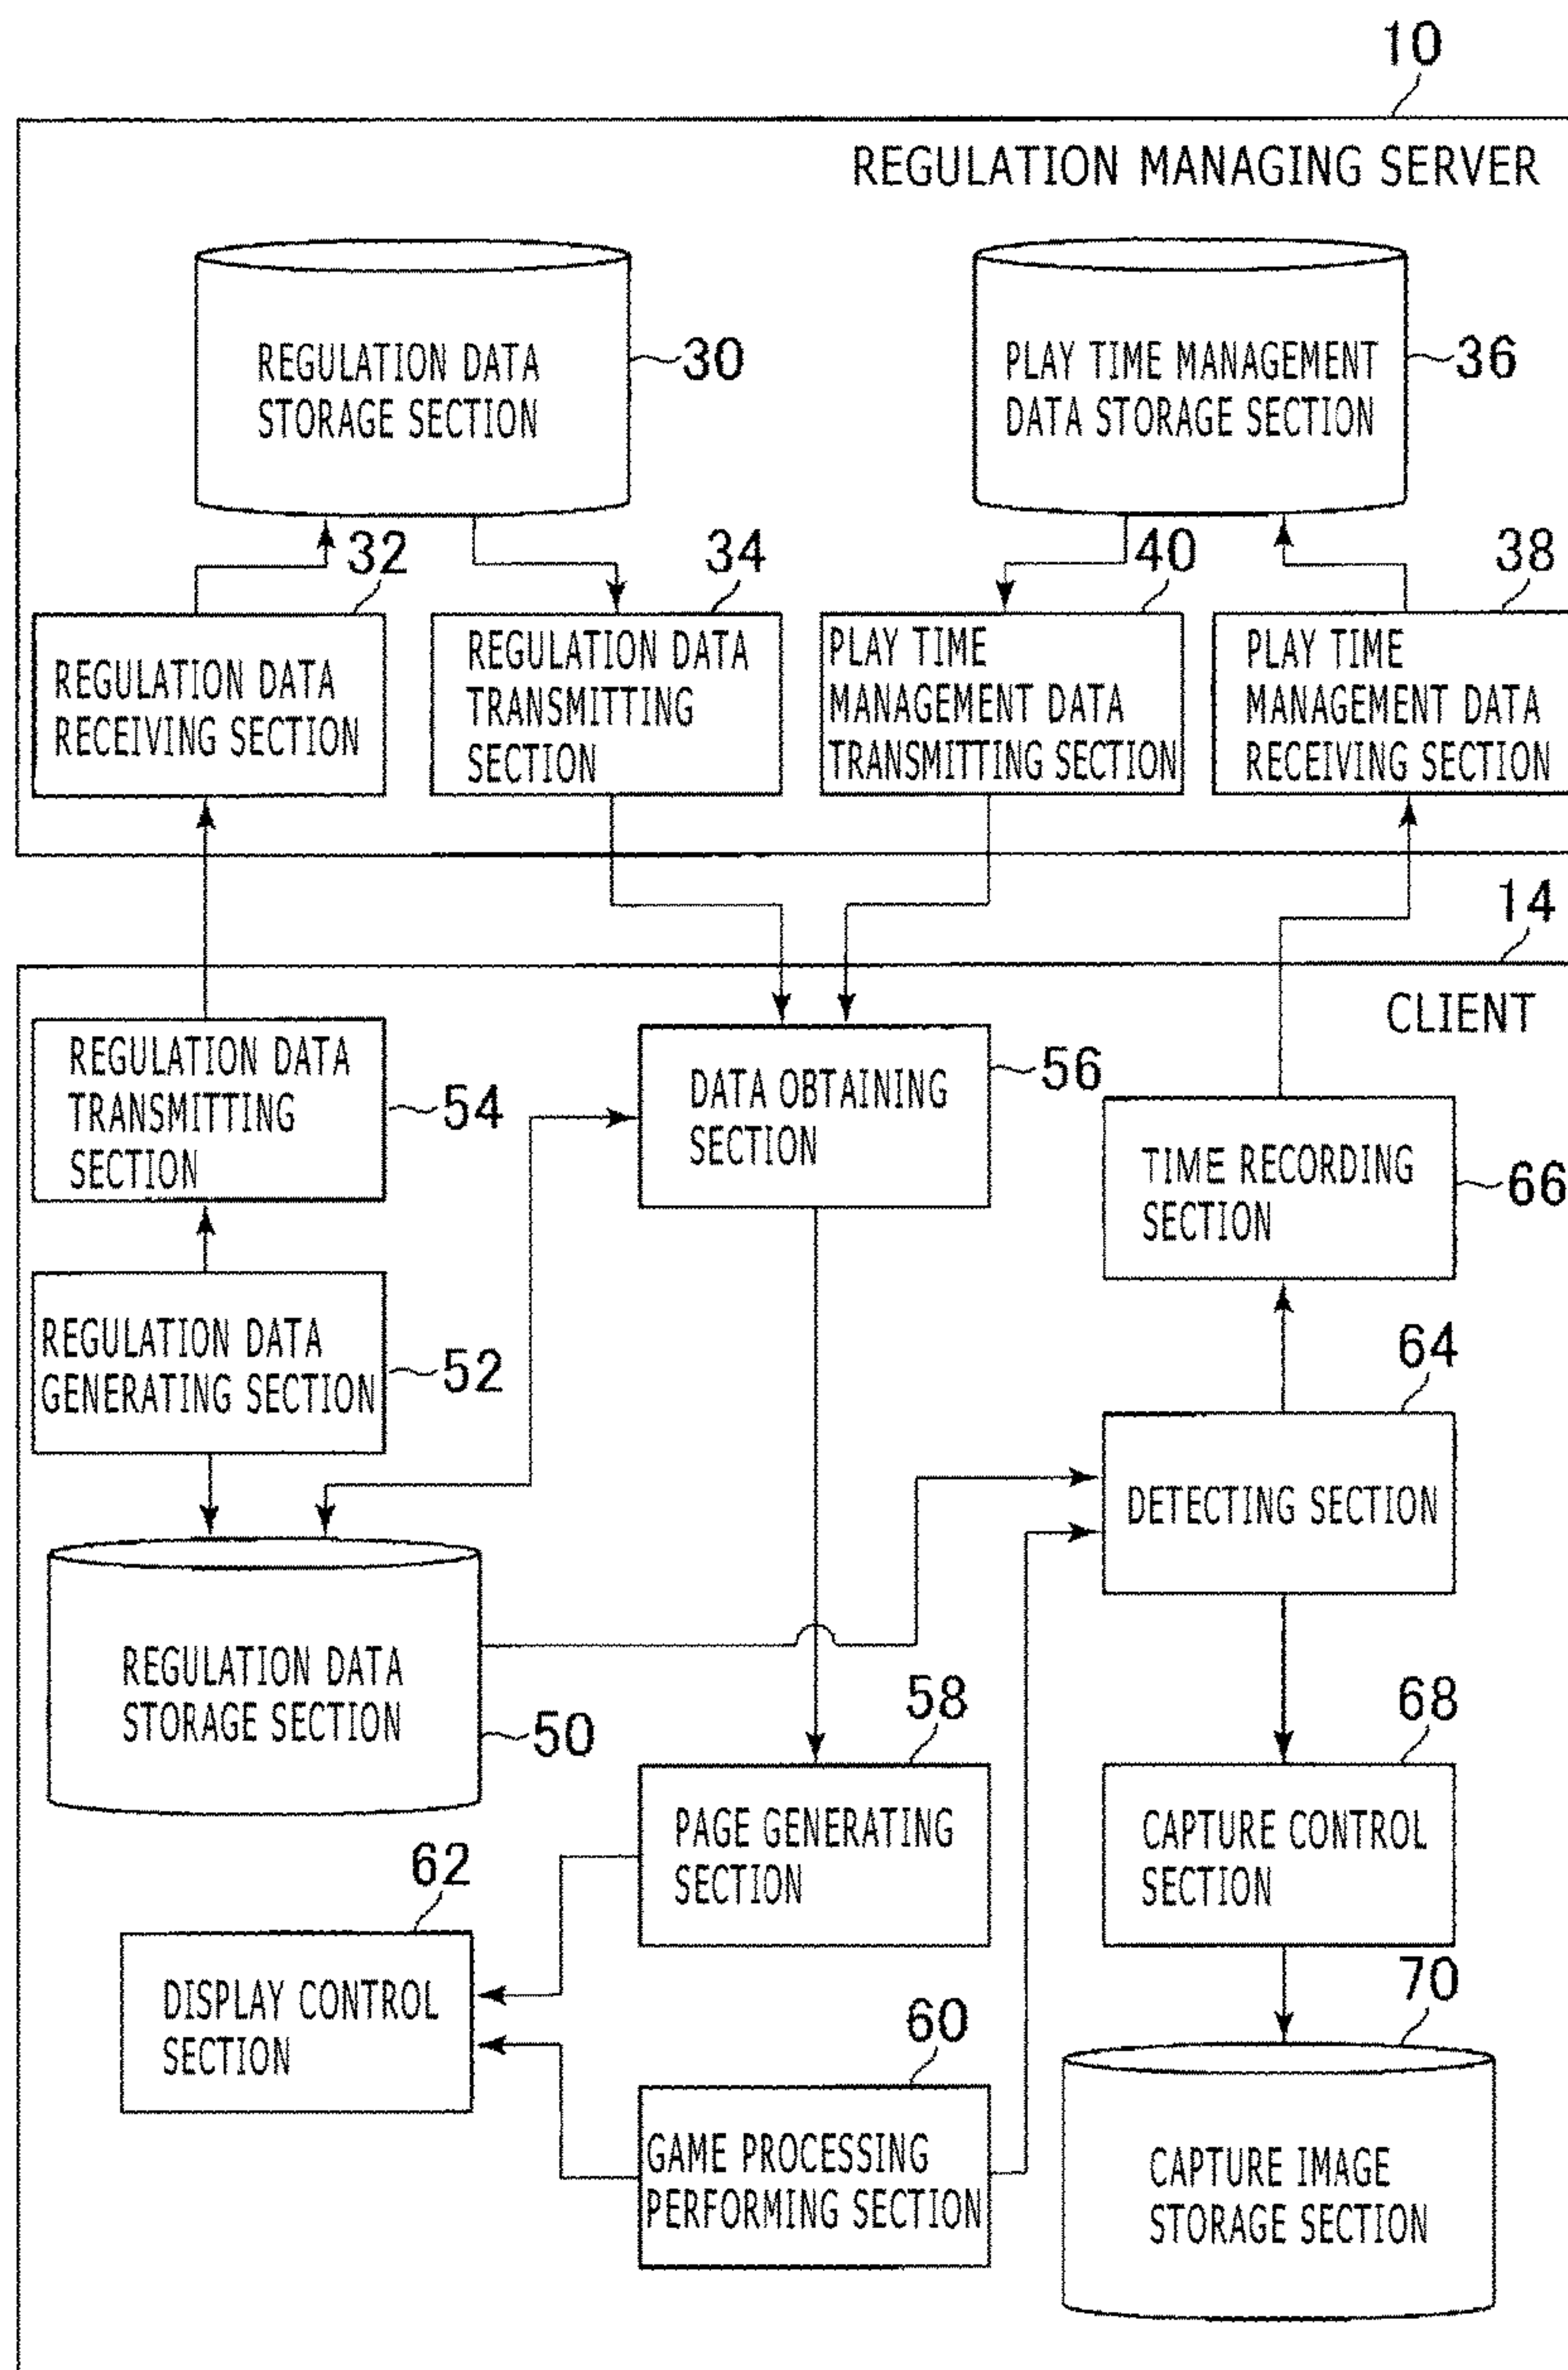 10
REGULATION MANAGING SERVER
REGULATION DATA
STORAGE SECTION
30
PLAY TIME MANAGEMENT
DATA STORAGE SECTION
36
32
REGULATION DATA
RECEIVING SECTION
34
REGULATION DATA
TRANSMITTING
SECTION
40
PLAY TIME
MANAGEMENT DATA
TRANSMITTING SECTION
38
PLAY TIME
MANAGEMENT DATA
RECEIVING SECTION
14
CLIENT
REGULATION DATA
TRANSMITTING
SECTION
54
DATA OBTAINING
SECTION
56
TIME RECORDING
SECTION
66
REGULATION DATA
GENERATING SECTION
52
64
DETECTING SECTION
REGULATION DATA
STORAGE SECTION
50
58
PAGE GENERATING
SECTION
68
CAPTURE CONTROL
SECTION
62
DISPLAY CONTROL
SECTION
60
GAME PROCESSING
PERFORMING SECTION
70
CAPTURE IMAGE
STORAGE SECTION